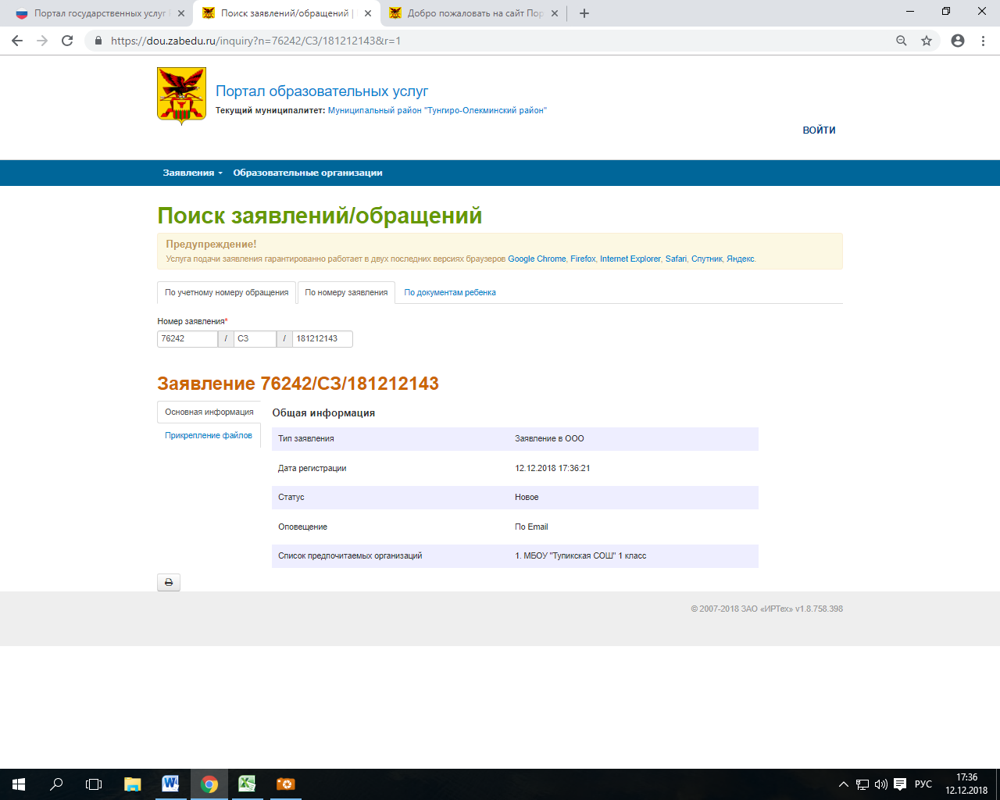 Портал государственных услуг
Поиск заявлений/обращений |
Добро пожаловать на сайт Пор
https://dou.zabedu.ru/inquiry?n=76242/СЗ/181212143&r=1
Портал образовательных услуг
Текущий муниципалитет: Муниципальный район "Тунгиро-Олекминский район"
ВОЙТИ
Заявления
Образовательные организации
Поиск заявлений/обращений
Предупреждение!
Услуга подачи заявления гарантированно работает в двух последних версиях браузеров Google Chrome, Firefox, Internet Explorer, Safari, Спутник, Яндекс.
По учетному номеру обращения
По номеру заявления
По документам ребенка
Номер заявления*
76242 / СЗ / 181212143
Заявление 76242/СЗ/181212143
Основная информация
Прикрепление файлов
Общая информация
Тип заявления Заявление в ООО
Дата регистрации 12.12.2018 17:36:21
Статус Новое
Оповещение По Email
Список предпочитаемых организаций 1. МБОУ "Тупикская СОШ" 1 класс
© 2007-2018 ЗАО «ИРТех» v1.8.758.398
РУС
17:36
12.12.2018